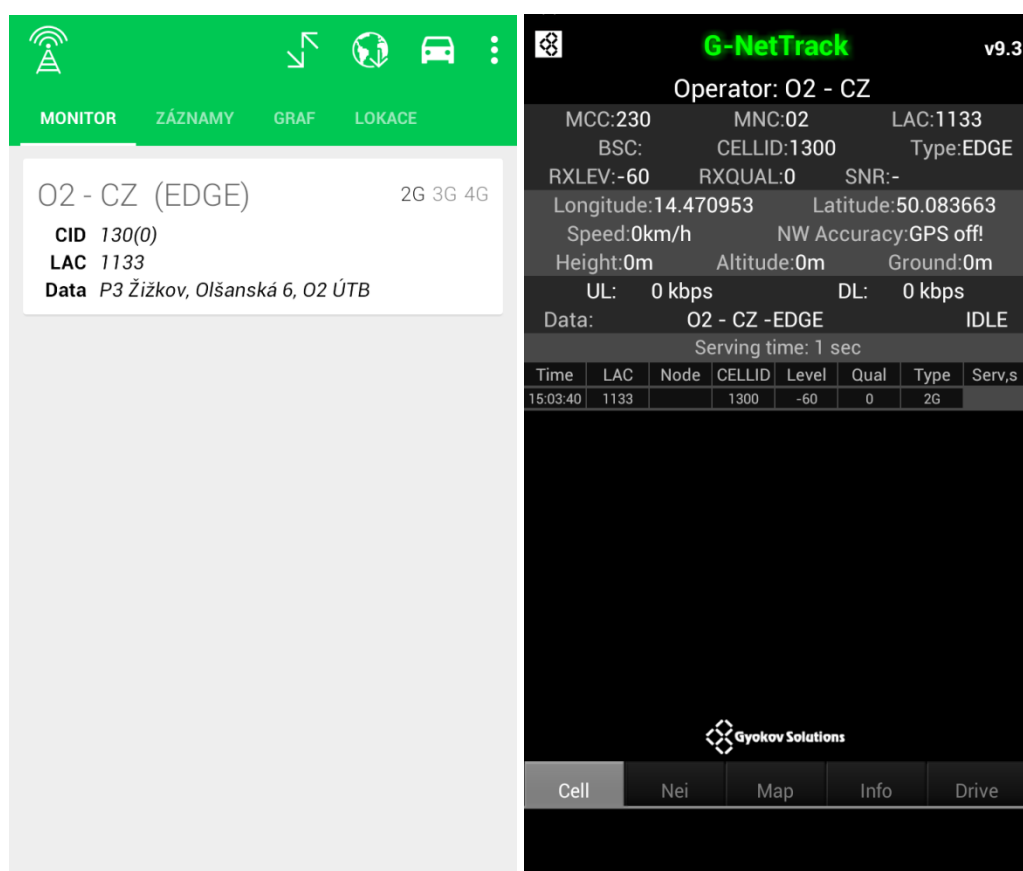 MONITOR ZÁZNAMY GRAF LOKACE
O2 - CZ (EDGE) 2G 3G 4G
CID 130(0)
LAC 1133
Data P3 Žižkov, Olšanská 6, O2 ÚTB
G-NetTrack v9.3
Operator: O2 - CZ
MCC:230 MNC:02 LAC:1133
BSC: CELLID:1300 Type:EDGE
RXLEV:-60 RXQUAL:0 SNR:-
Longitude:14.470953 Latitude:50.083663
Speed:0km/h NW Accuracy:GPS off!
Height:0m Altitude:0m Ground:0m
UL: 0 kbps DL: 0 kbps
Data: O2 - CZ -EDGE IDLE
Serving time: 1 sec
Time LAC Node CELLID Level Qual Type Serv,s
15:03:40 1133 1300 -60 0 2G
Gyokov Solutions
Cell Nei Map Info Drive